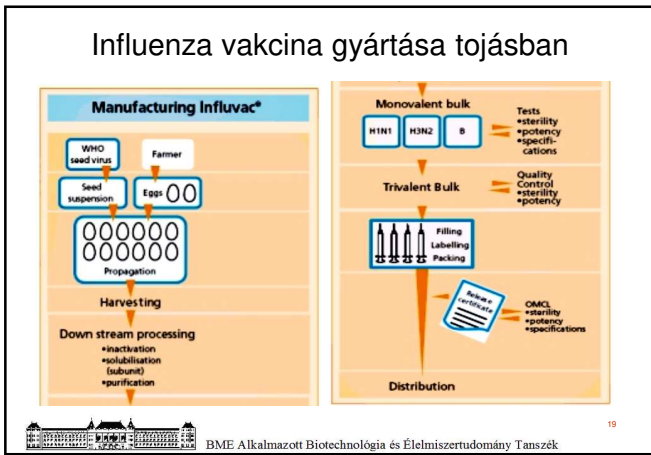 Influenza vakcina gyártása tojásban
Manufacturing Influvac®
WHO
seed virus
Farmer
Seed
suspension
Eggs
Propagation
Harvesting
Down stream processing
•inactivation
•solubilisation
(subunit)
•purification
Monovalent bulk
H1N1 H3N2 B
Tests
•sterility
•potency
•specifi-
cations
Trivalent Bulk
Quality
Control
•sterility
•potency
Filling
Labelling
Packing
Release
certificate
OMCL
•sterility
•potency
•specifications
Distribution
19
BME Alkalmazott Biotechnológia és Élelmiszertudomány Tanszék